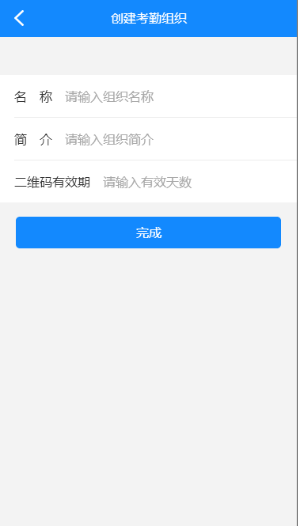 创建考勤组织
名 称 请输入组织名称
简 介 请输入组织简介
二维码有效期 请输入有效天数
完成